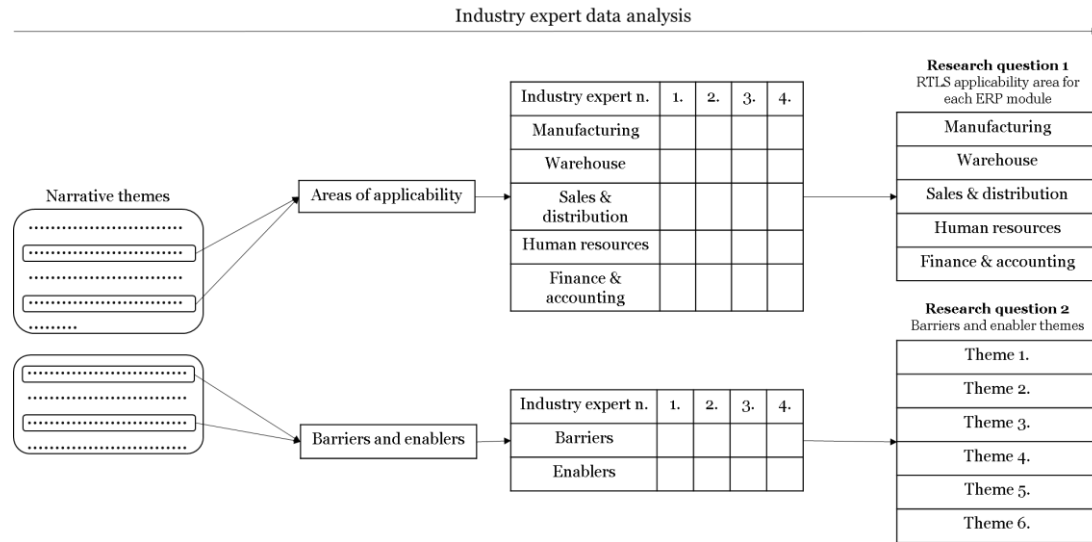 Industry expert data analysis
Narrative themes
Areas of applicability
Industry expert n. 1. 2. 3. 4.
Manufacturing
Warehouse
Sales &
distribution
Human resources
Finance &
accounting
Research question 1
RTLS applicability area for
each ERP module
Manufacturing
Warehouse
Sales & distribution
Human resources
Finance & accounting
Barriers and enablers
Industry expert n. 1. 2. 3. 4.
Barriers
Enablers
Research question 2
Barriers and enabler themes
Theme 1.
Theme 2.
Theme 3.
Theme 4.
Theme 5.
Theme 6.